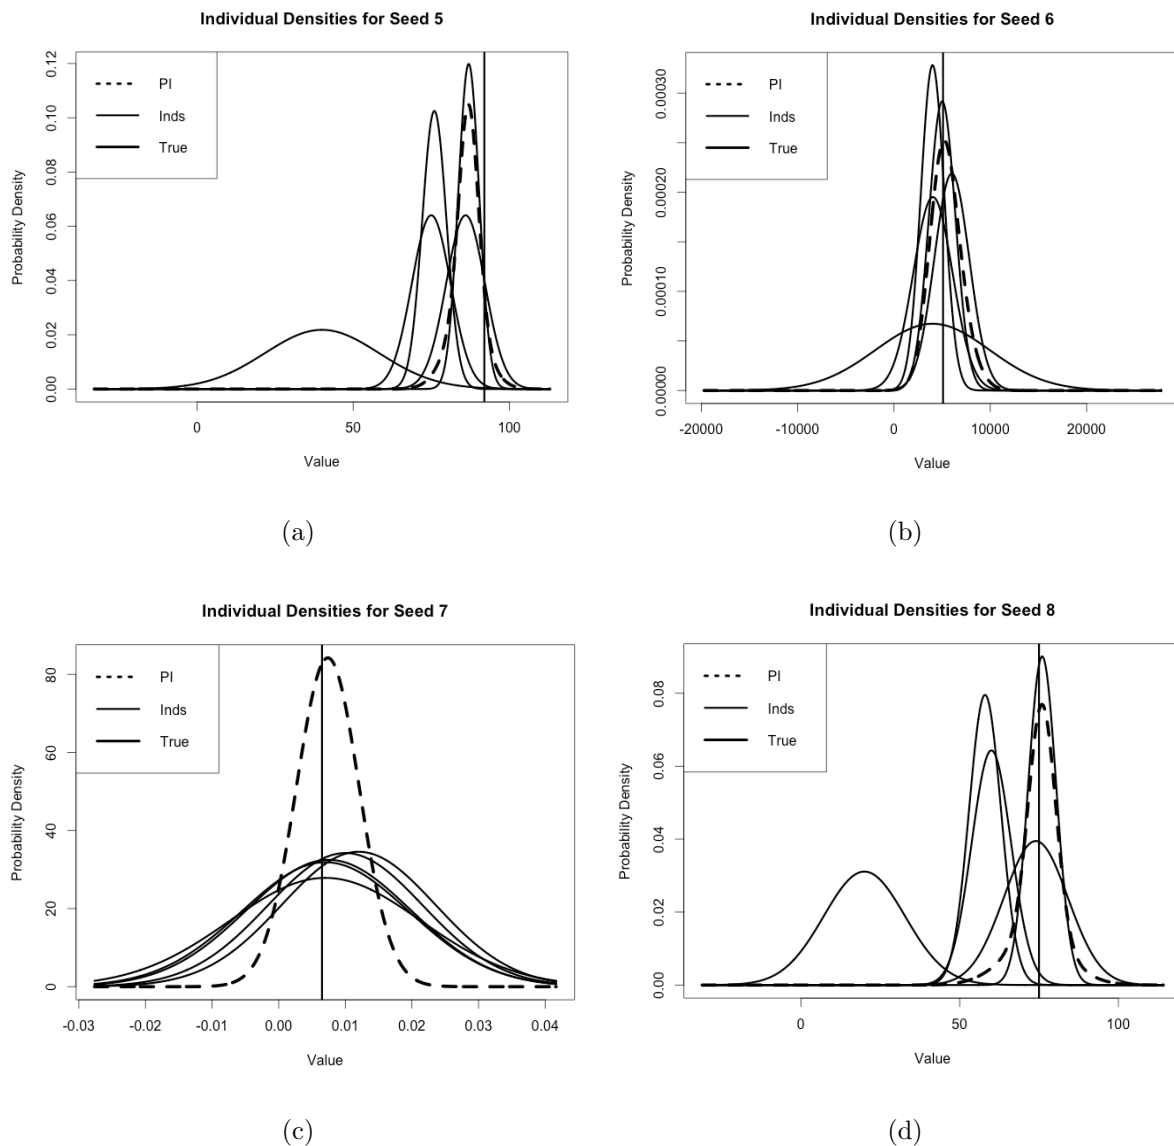 Individual Densities for Seed 5
PI
Inds
True
Probability Density
0.00 0.02 0.04 0.06 0.08 0.10 0.12
0 50 100
Value
(a)
Individual Densities for Seed 6
PI
Inds
True
Probability Density
0.00000 0.00010 0.00020 0.00030
-20000 -10000 0 10000 20000
Value
(b)
Individual Densities for Seed 7
PI
Inds
True
Probability Density
0 20 40 60 80
-0.03 -0.02 -0.01 0.00 0.01 0.02 0.03 0.04
Value
(c)
Individual Densities for Seed 8
PI
Inds
True
Probability Density
0.00 0.02 0.04 0.06 0.08
0 50 100
Value
(d)